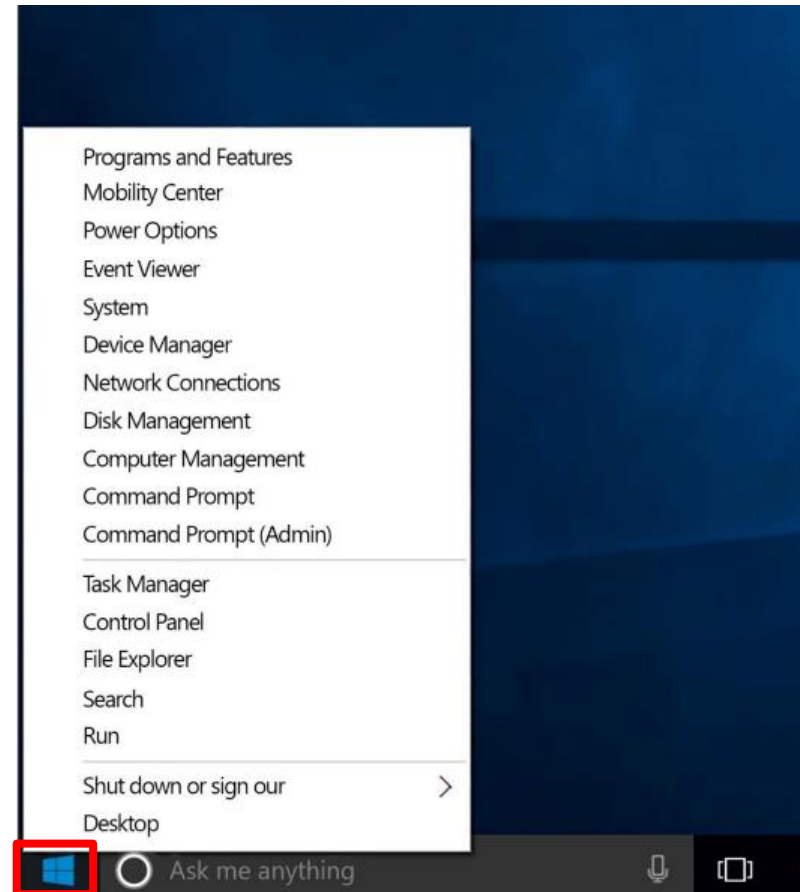 Programs and Features
Mobility Center
Power Options
Event Viewer
System
Device Manager
Network Connections
Disk Management
Computer Management
Command Prompt
Command Prompt (Admin)
Task Manager
Control Panel
File Explorer
Search
Run
Shut down or sign our
Desktop
Ask me anything